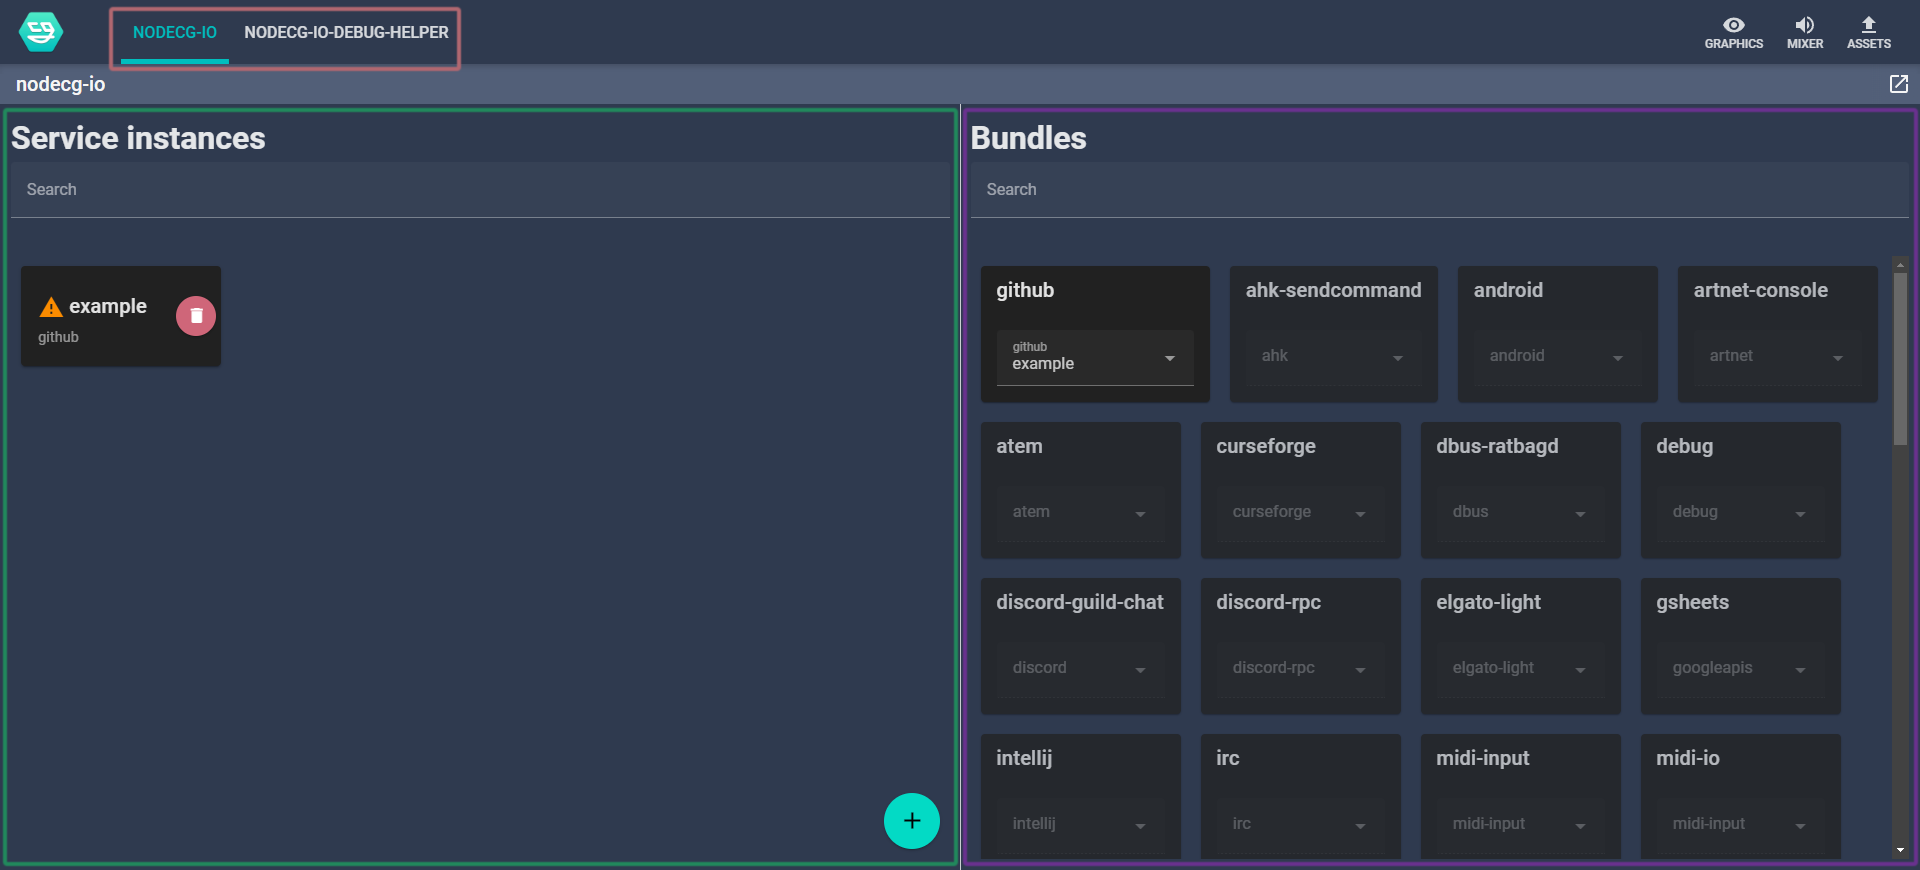 NODECG-IO
NODECG-IO-DEBUG-HELPER
GRAPHICS
MIXER
ASSETS
nodecg-io
Service instances
Search
example
github
Bundles
Search
github
github
example
ahk-sendcommand
ahk
android
android
artnet-console
artnet
atem
atem
curseforge
curseforge
dbus-ratbagd
dbus
debug
debug
discord-guild-chat
discord
discord-rpc
discord-rpc
elgato-light
elgato-light
gsheets
googleapis
intellij
intellij
irc
irc
midi-input
midi-input
midi-io
midi-input